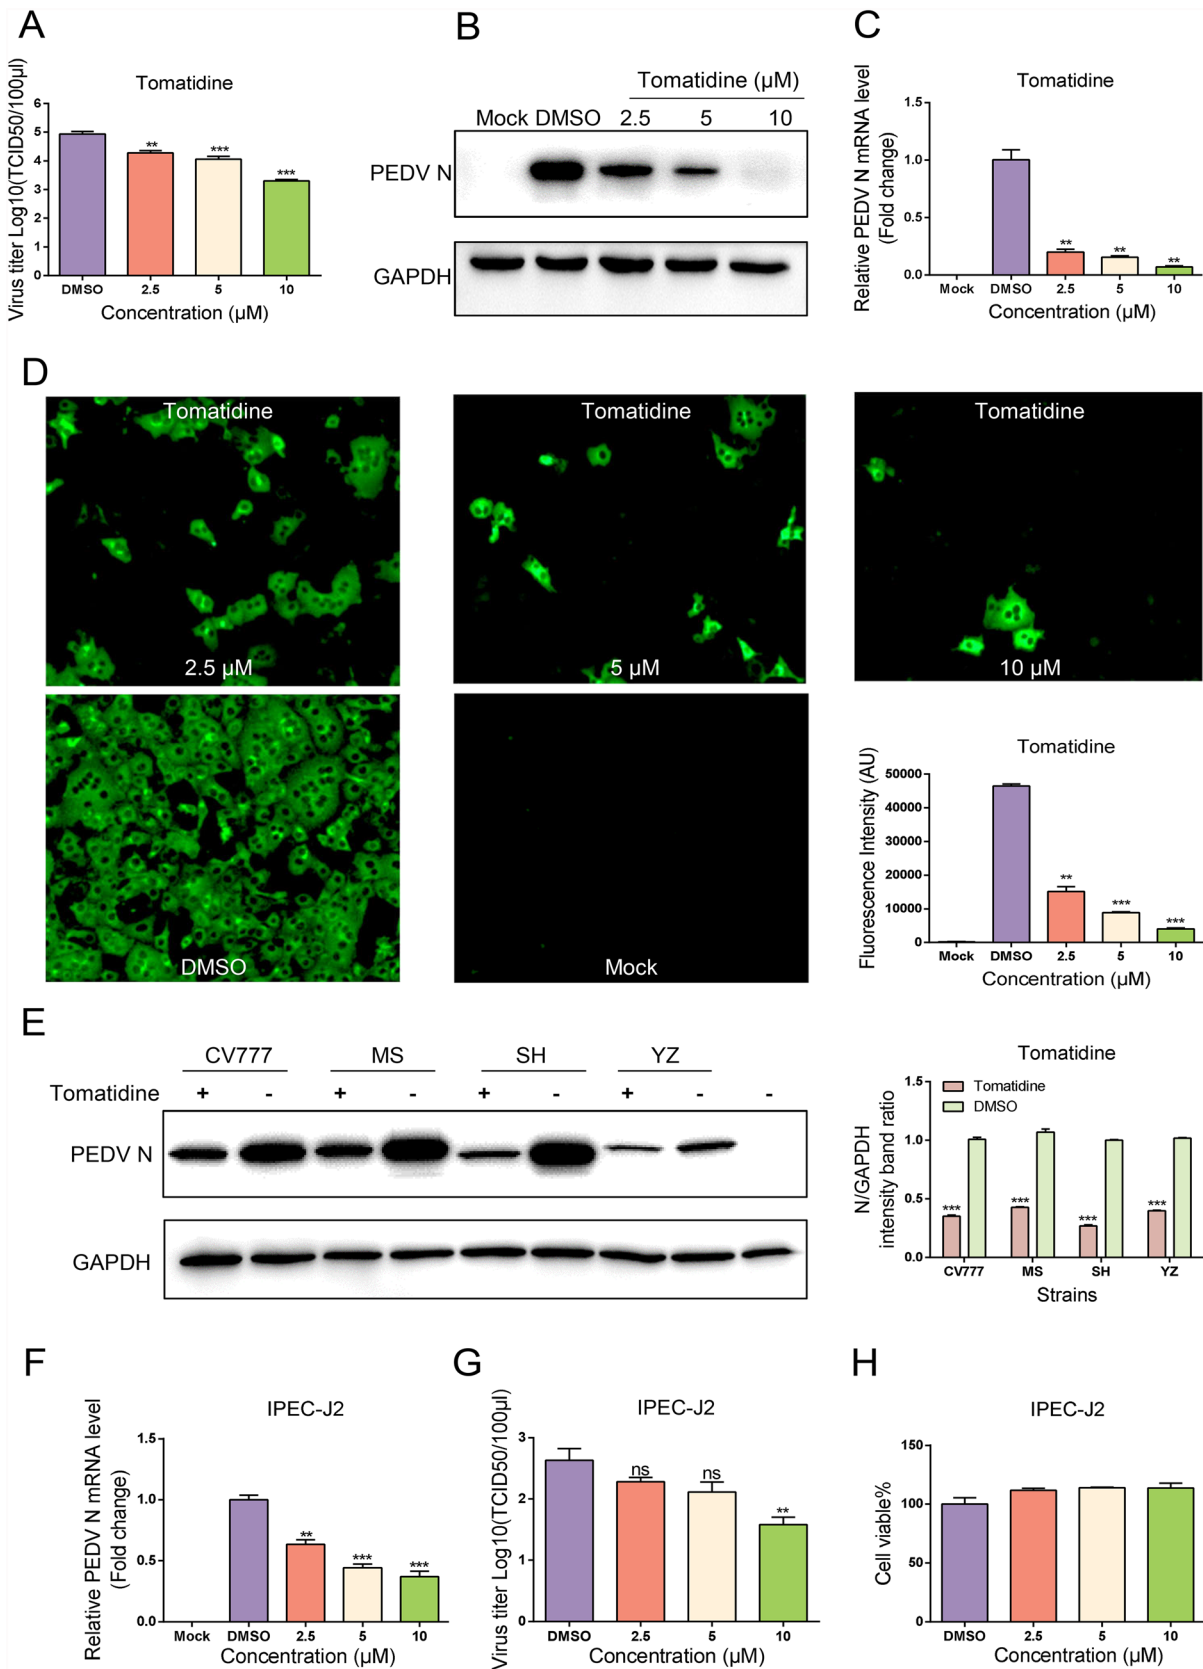 A
Tomatidine
Virus titer Log10(TCID50/100μl)
6
5
4
3
2
1
0
**
***
***
DMSO 2.5 5 10
Concentration (μM)
B
Tomatidine (μM)
Mock DMSO 2.5 5 10
PEDV N
GAPDH
C
Tomatidine
Relative PEDV N mRNA level
(Fold change)
1.5
1.0
0.5
0.0
**
**
**
Mock DMSO 2.5 5 10
Concentration (μM)
D
Tomatidine
2.5 μM
Tomatidine
5 μM
Tomatidine
10 μM
DMSO
Mock
Tomatidine
Fluorescence Intensity (AU)
50000
40000
30000
20000
10000
0
**
***
***
Mock DMSO 2.5 5 10
Concentration (μM)
E
CV777 MS SH YZ
Tomatidine + - + - + - + - -
PEDV N
GAPDH
Tomatidine
N/GAPDH
intensity band ratio
1.5
1.0
0.5
0.0
Tomatidine
DMSO
***
***
***
***
CV777 MS SH YZ
Strains
F
IPEC-J2
Relative PEDV N mRNA level
(Fold change)
1.5
1.0
0.5
0.0
**
***
***
Mock DMSO 2.5 5 10
Concentration (μM)
G
IPEC-J2
Virus titer Log10(TCID50/100μl)
3
2
1
0
ns
ns
**
DMSO 2.5 5 10
Concentration (μM)
H
IPEC-J2
Cell viable%
150
100
50
0
DMSO 2.5 5 10
Concentration (μM)